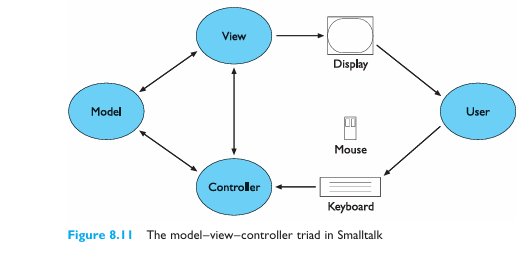 View
Display
Model
User
Mouse
Controller
Keyboard
Figure 8.11 The model–view–controller triad in Smalltalk